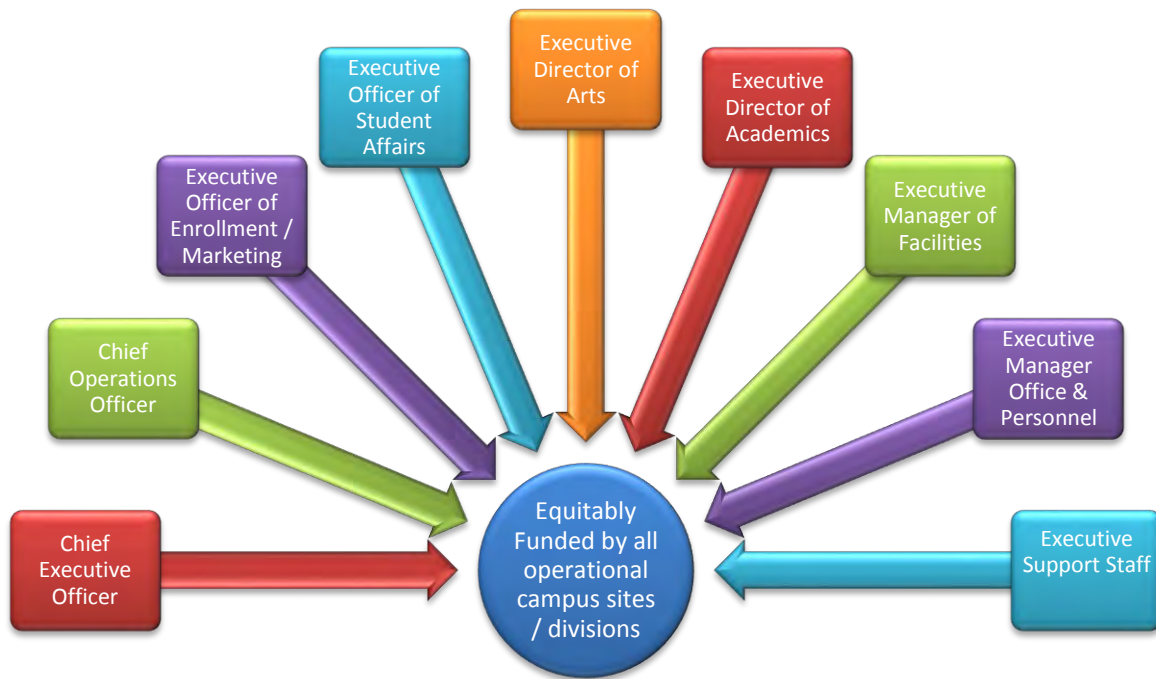 Executive
Director of
Arts
Executive
Officer of
Student
Affairs
Executive
Director of
Academics
Executive
Officer of
Enrollment /
Marketing
Executive
Manager of
Facilities
Chief
Operations
Officer
Executive
Manager
Office &
Personnel
Chief
Executive
Officer
Equitably
Funded by all
operational
campus sites
/ divisions
Executive
Support Staff